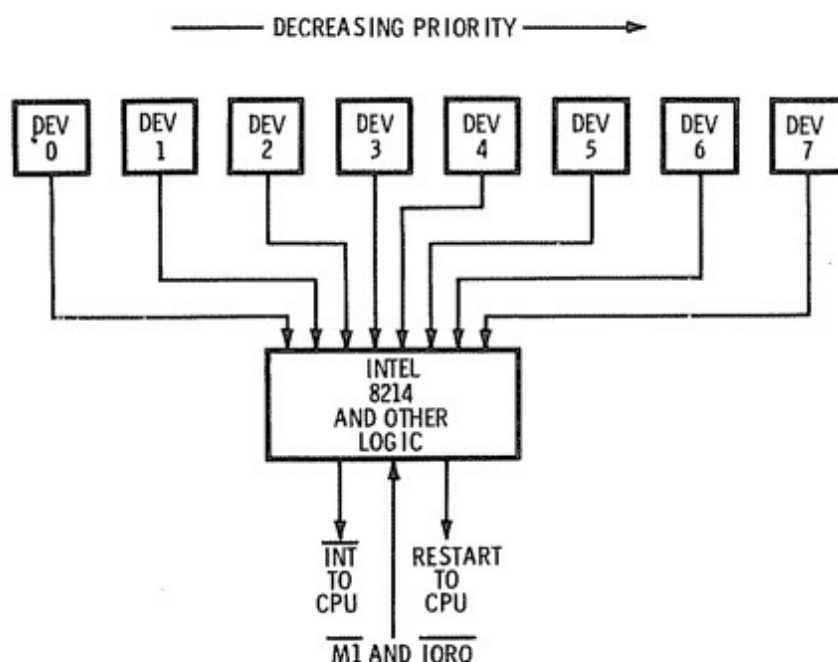 DECREASING PRIORITY
DEV
0
DEV
1
DEV
2
DEV
3
DEV
4
DEV
5
DEV
6
DEV
7
INTEL
8214
AND OTHER
LOGIC
INT
TO
CPU
RESTART
TO
CPU
M1 AND IORQ